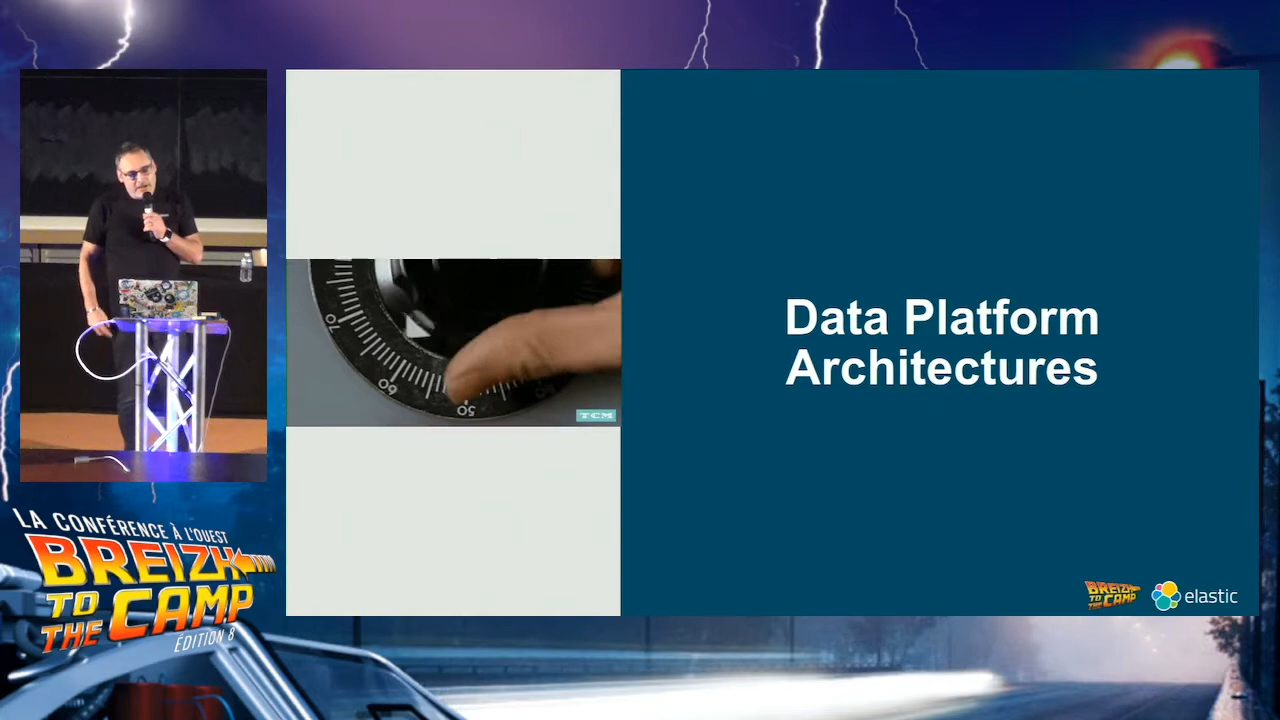 Data Platform
Architectures
70
60
50
TCM
LA CONFÉRENCE À L'OUEST
BREIZH
TO
THE CAMP
ÉDITION 8
BREIZH
TO
THE CAMP
elastic